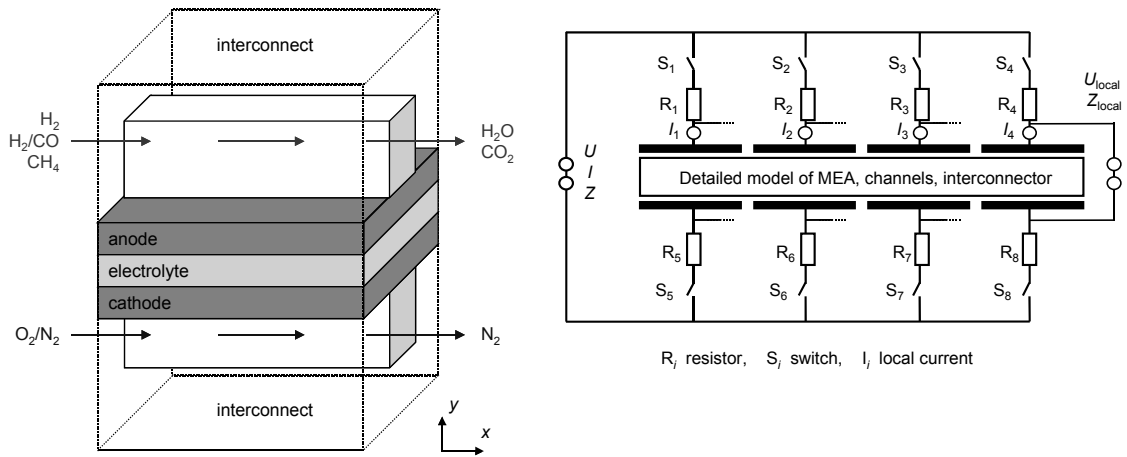 interconnect
H₂
H₂/CO
CH₄
H₂O
CO₂
anode
electrolyte
cathode
O₂/N₂
N₂
interconnect
y
x
S₁ S₂ S₃ S₄
R₁ R₂ R₃ R₄
U_local
Z_local
I₁ I₂ I₃ I₄
U
I
Z
Detailed model of MEA, channels, interconnector
R₅ R₆ R₇ R₈
S₅ S₆ S₇ S₈
Rᵢ resistor, Sᵢ switch, Iᵢ local current